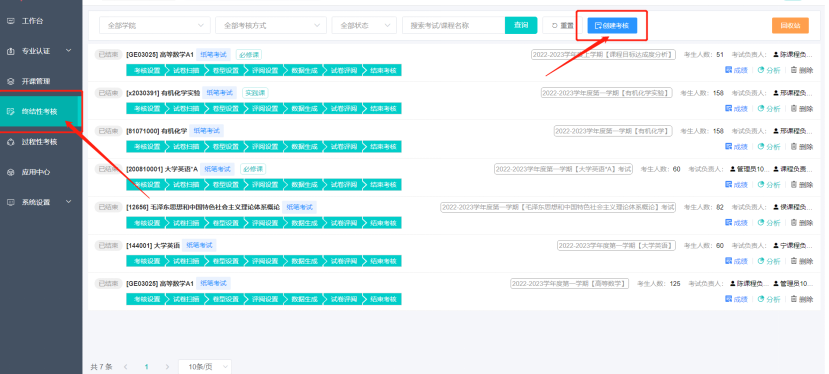 工作台
专业认证
开课管理
终结性考核
过程性考核
应用中心
系统设置
全部学院 全部考核方式 全部状态 搜索考试/课程名称 查询 重置 创建考核 回收站
已结束 [GE03025] 高等数学A1 纸笔考试 必修课 2022-2023学年度上学期【课程目标达成度分析】 考生人数: 51 考试负责人: 陈课程负...
考核设置 试卷扫描 卷型设置 评阅设置 数据生成 试卷评阅 结束考核 成绩 分析 删除
已结束 [x2030391] 有机化学实验 纸笔考试 实践课 2022-2023学年度第一学期【有机化学实验】 考生人数: 158 考试负责人: 邢课程负...
考核设置 试卷扫描 卷型设置 评阅设置 数据生成 试卷评阅 结束考核 成绩 分析 删除
已结束 [81071000] 有机化学 纸笔考试 2022-2023学年度第一学期【有机化学】 考生人数: 158 考试负责人: 邢课程负...
考核设置 试卷扫描 卷型设置 评阅设置 数据生成 试卷评阅 结束考核 成绩 分析 删除
已结束 [200810001] 大学英语*A 纸笔考试 必修课 2022-2023学年第一学期【大学英语*A】考试 考生人数: 60 考试负责人: 管理员10... 课程负责...
考核设置 试卷扫描 卷型设置 评阅设置 数据生成 试卷评阅 结束考核 成绩 分析 删除
已结束 [12656] 毛泽东思想和中国特色社会主义理论体系概论 纸笔考试 2022-2023学年度第一学期【毛泽东思想和中国特色社会主义理论体系概论】考试 考生人数: 82 考试负责人: 侯课程负...
考核设置 试卷扫描 卷型设置 评阅设置 数据生成 试卷评阅 结束考核 成绩 分析 删除
已结束 [144001] 大学英语 纸笔考试 2022-2023学年度第一学期【大学英语】 考生人数: 60 考试负责人: 宁课程负...
考核设置 试卷扫描 卷型设置 评阅设置 数据生成 试卷评阅 结束考核 成绩 分析 删除
已结束 [GE03025] 高等数学A1 纸笔考试 2022-2023学年度第一学期【高等数学】 考生人数: 125 考试负责人: 陈课程负... 管理员10...
考核设置 试卷扫描 卷型设置 评阅设置 数据生成 试卷评阅 结束考核 成绩 分析 删除
共 7 条 1 10条/页